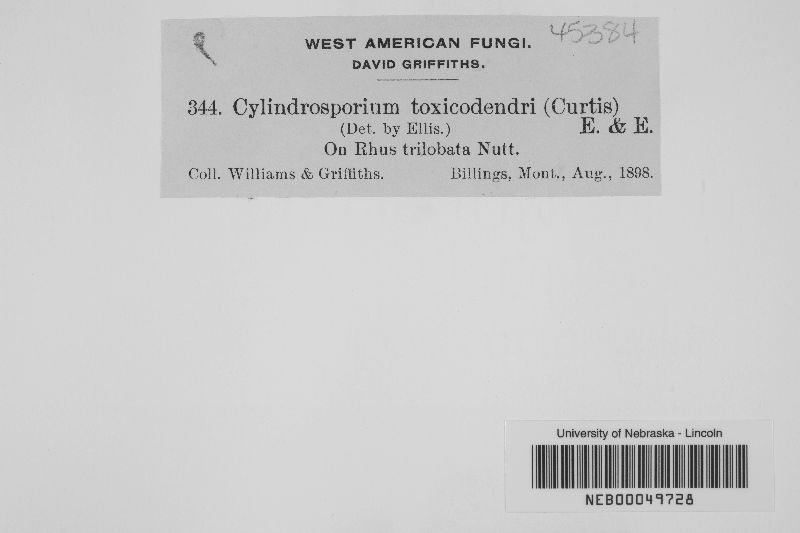 45384
WEST AMERICAN FUNGI.
DAVID GRIFFITHS.
344. Cylindrosporium toxicodendri (Curtis)
(Det. by Ellis.) E. & E.
On Rhus trilobata Nutt.
Coll. Williams & Griffiths. Billings, Mont., Aug., 1898.
University of Nebraska - Lincoln
NEB00049728